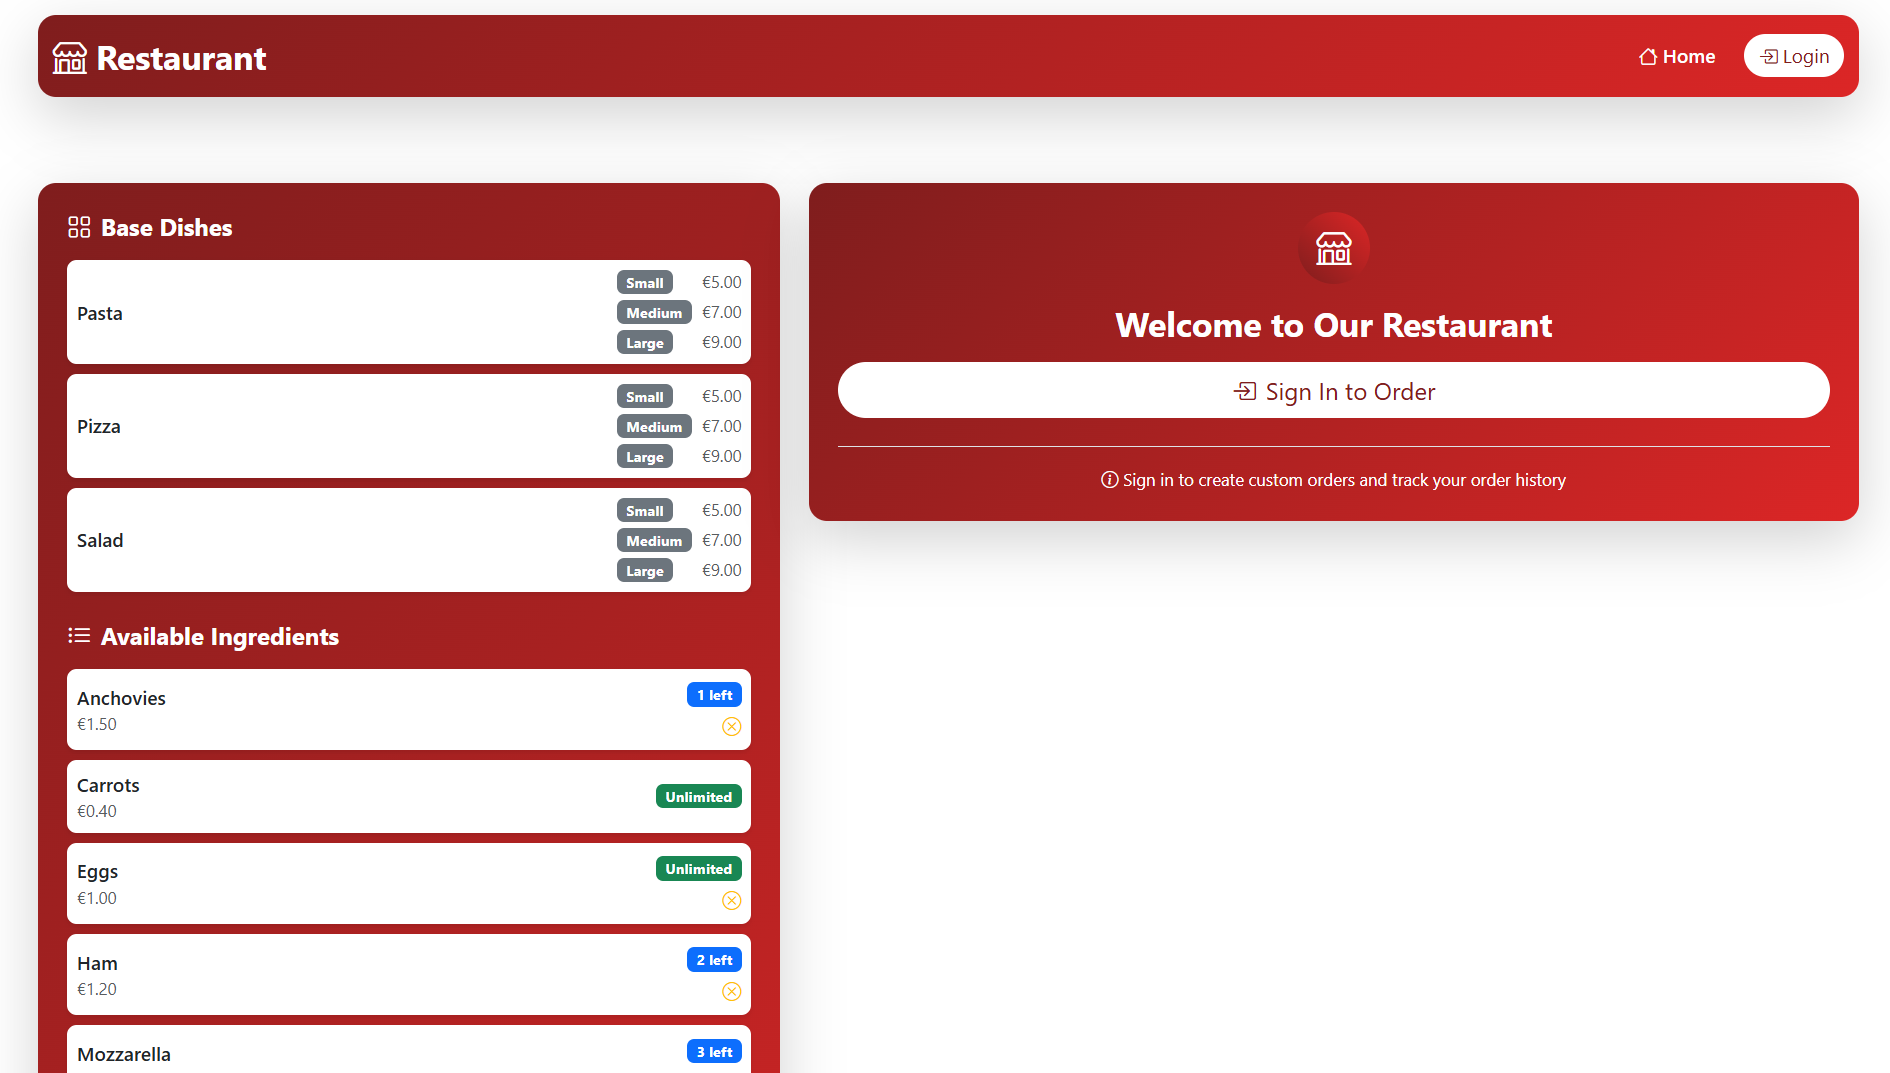 Restaurant
Home
Login
Base Dishes
Pasta
Small €5.00
Medium €7.00
Large €9.00
Pizza
Small €5.00
Medium €7.00
Large €9.00
Salad
Small €5.00
Medium €7.00
Large €9.00
Available Ingredients
Anchovies
1 left
€1.50
Carrots
€0.40
Unlimited
Eggs
Unlimited
€1.00
Ham
2 left
€1.20
Mozzarella
3 left
Welcome to Our Restaurant
Sign In to Order
Sign in to create custom orders and track your order history